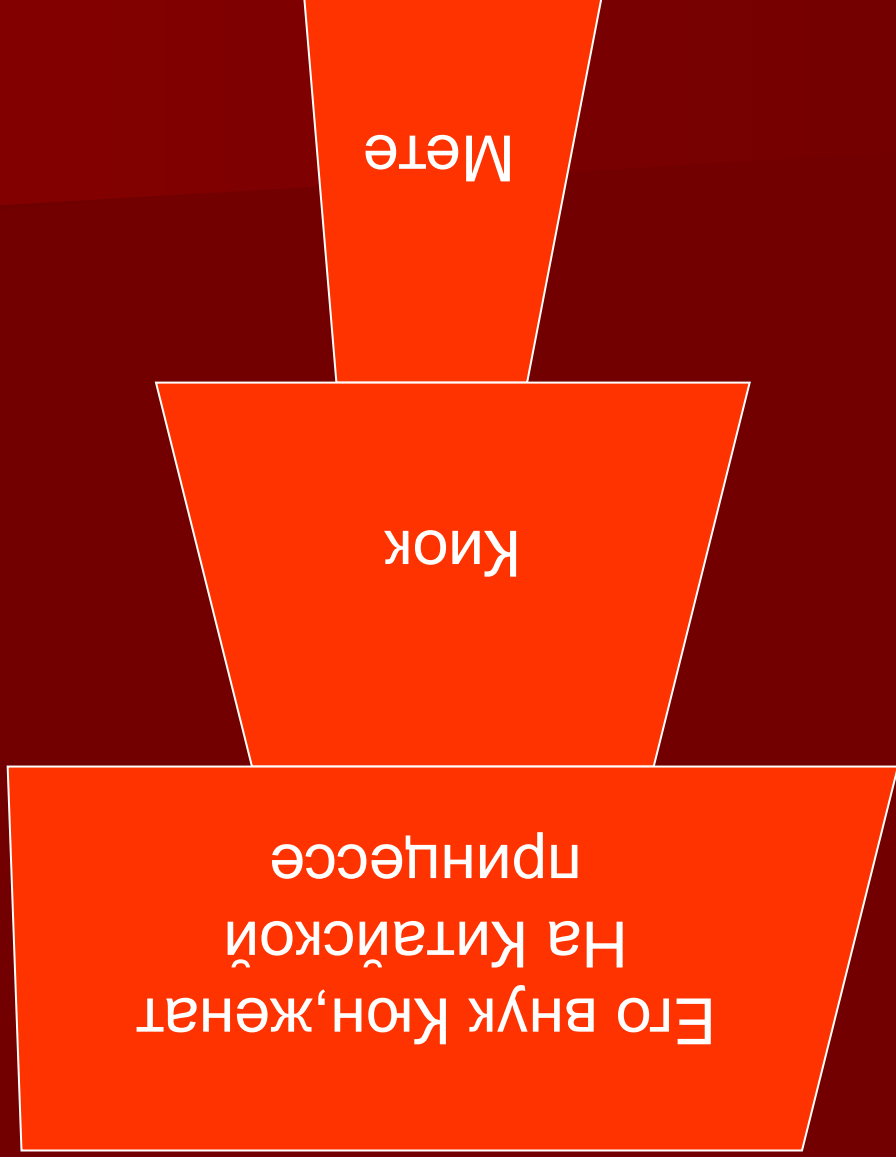 Его внук Кюн,женат
На Китайской
принцессе
Киок
Мете